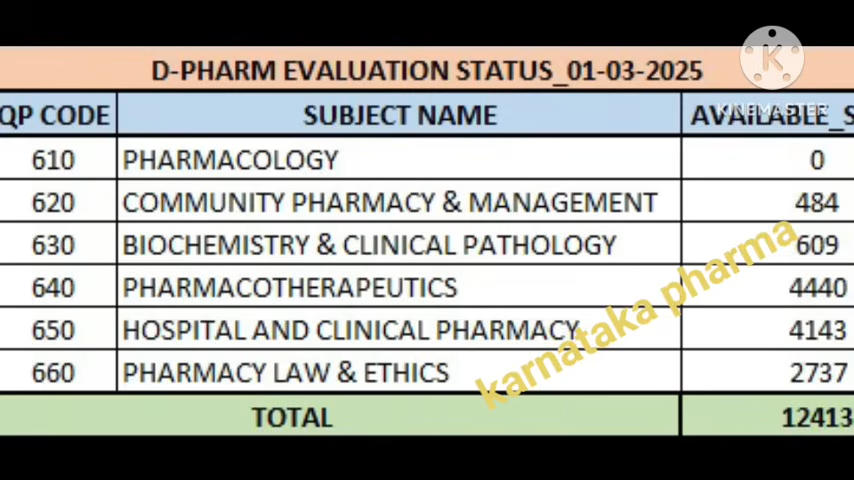 D-PHARM EVALUATION STATUS_01-03-2025
QP CODE SUBJECT NAME AVAILABLE_S
610 PHARMACOLOGY 0
620 COMMUNITY PHARMACY & MANAGEMENT 484
630 BIOCHEMISTRY & CLINICAL PATHOLOGY 609
640 PHARMACOTHERAPEUTICS 4440
650 HOSPITAL AND CLINICAL PHARMACY 4143
660 PHARMACY LAW & ETHICS 2737
TOTAL 12413
karnataka pharma
K
KINEMASTER